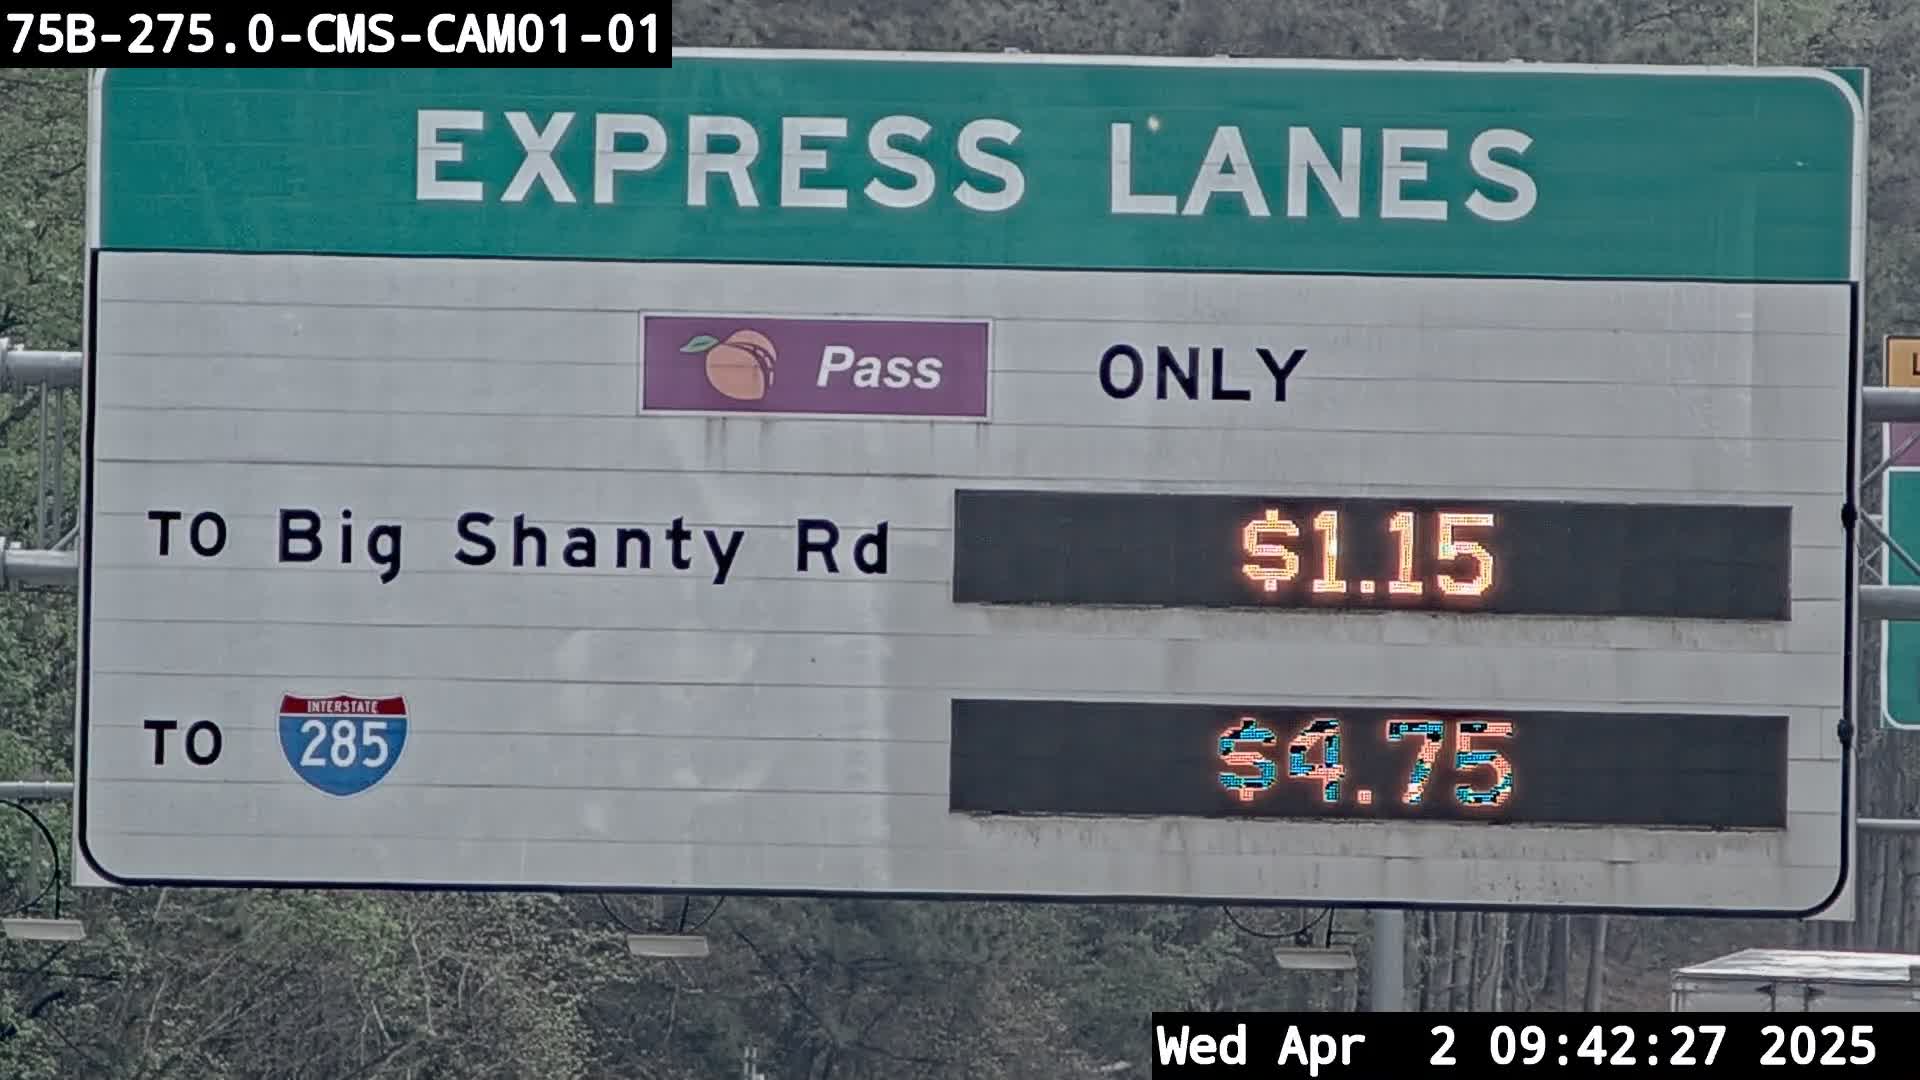 75B-275.0-CMS-CAM01-01
EXPRESS LANES
Pass ONLY
TO Big Shanty Rd $1.15
TO INTERSTATE 285 $4.75
Wed Apr 2 09:42:27 2025